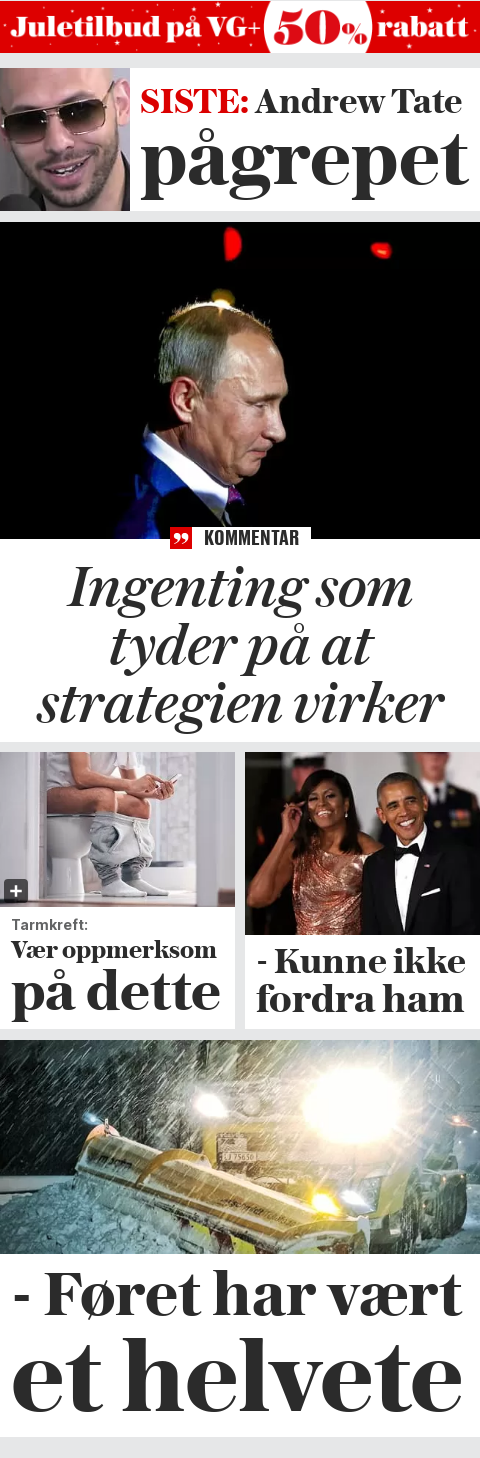 Juletilbud på VG+ 50% rabatt
SISTE: Andrew Tate
pågrepet
KOMMENTAR
Ingenting som
tyder på at
strategien virker
Tarmkreft:
Vær oppmerksom
på dette
- Kunne ikke
fordra ham
- Føret har vært
et helvete